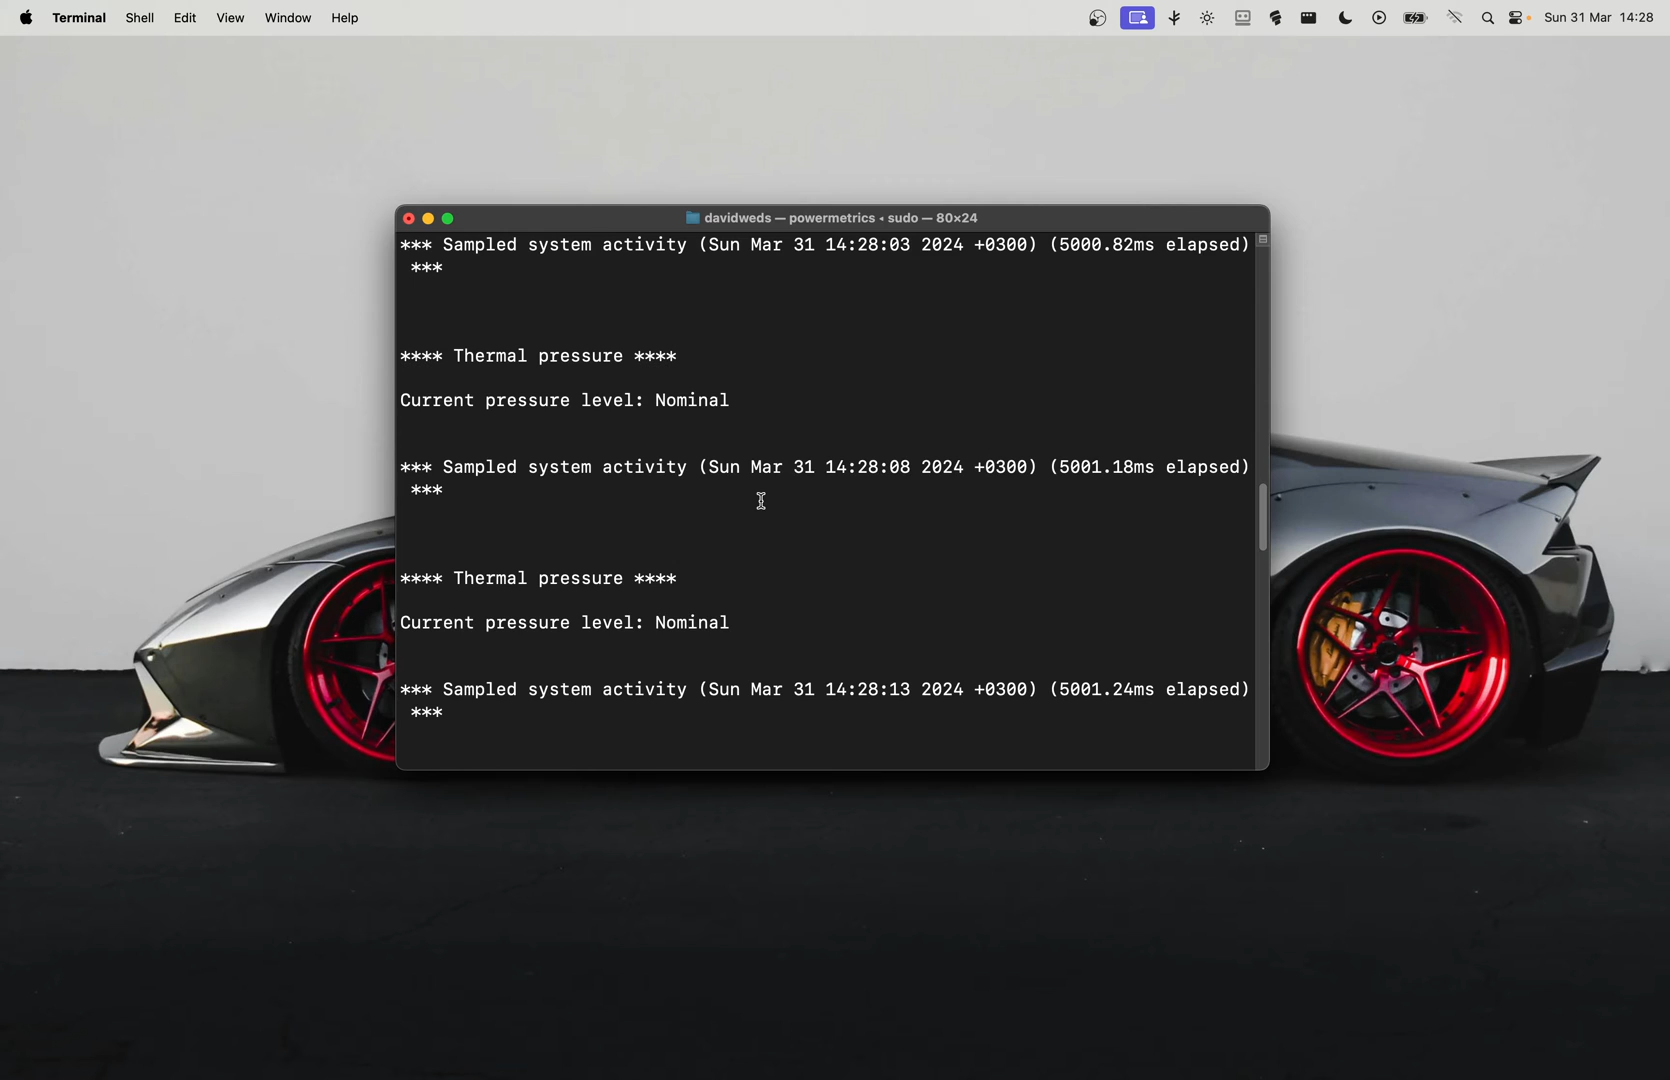 Terminal Shell Edit View Window Help Sun 31 Mar 14:28
davidweds — powermetrics ◂ sudo — 80×24
*** Sampled system activity (Sun Mar 31 14:28:03 2024 +0300) (5000.82ms elapsed)
***
**** Thermal pressure ****
Current pressure level: Nominal
*** Sampled system activity (Sun Mar 31 14:28:08 2024 +0300) (5001.18ms elapsed)
***
**** Thermal pressure ****
Current pressure level: Nominal
*** Sampled system activity (Sun Mar 31 14:28:13 2024 +0300) (5001.24ms elapsed)
***